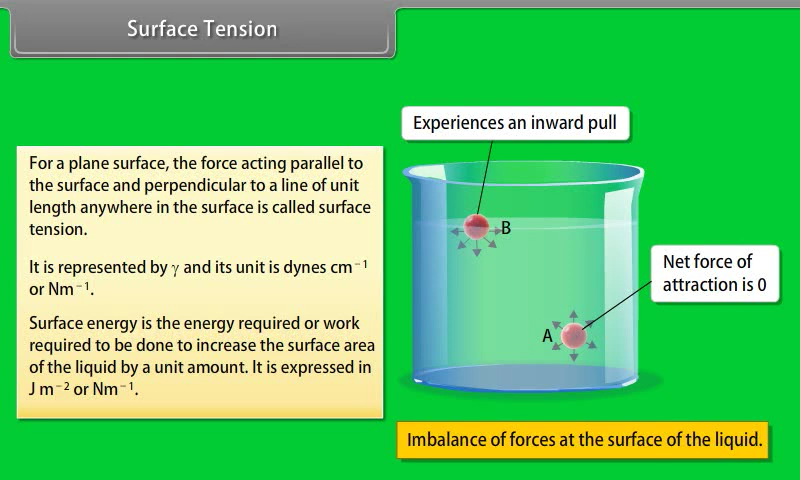 Surface Tension
Experiences an inward pull
For a plane surface, the force acting parallel to
the surface and perpendicular to a line of unit
length anywhere in the surface is called surface
tension.
It is represented by γ and its unit is dynes cm⁻¹
or Nm⁻¹.
Surface energy is the energy required or work
required to be done to increase the surface area
of the liquid by a unit amount. It is expressed in
J m⁻² or Nm⁻¹.
B
Net force of
attraction is 0
A
Imbalance of forces at the surface of the liquid.